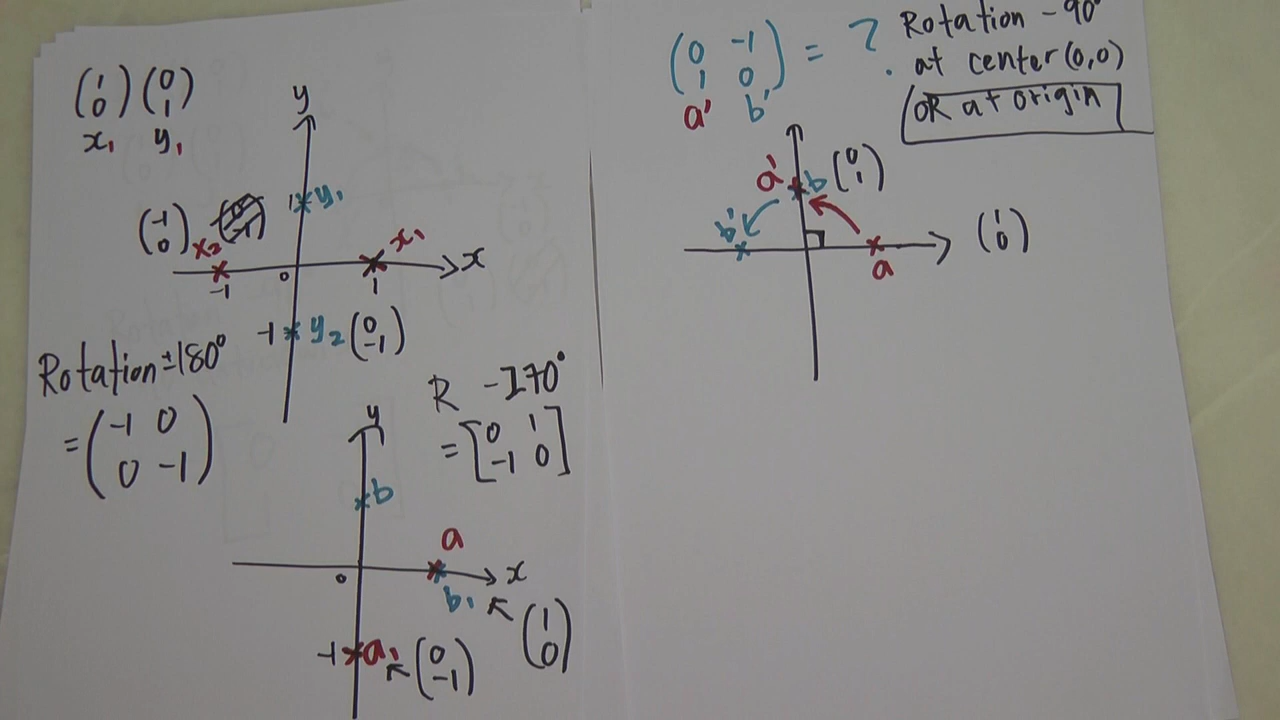 (1 0) (0 1)
x₁ y₁
y
1 y₁
(-1 0)
x₂
x₁
x
-1 0 1
-1 y₂ (0 -1)
Rotation ±180°
= (-1 0
0 -1)
R -270°
= [0 1
-1 0]
y
b
a
0 x
b₁
(1 0)
-1 a₁ (0 -1)
(0 -1
1 0) = ?
a' b'
Rotation -90°
at center (0,0)
OR at origin
a' b (0 1)
b'
(1 0)
a